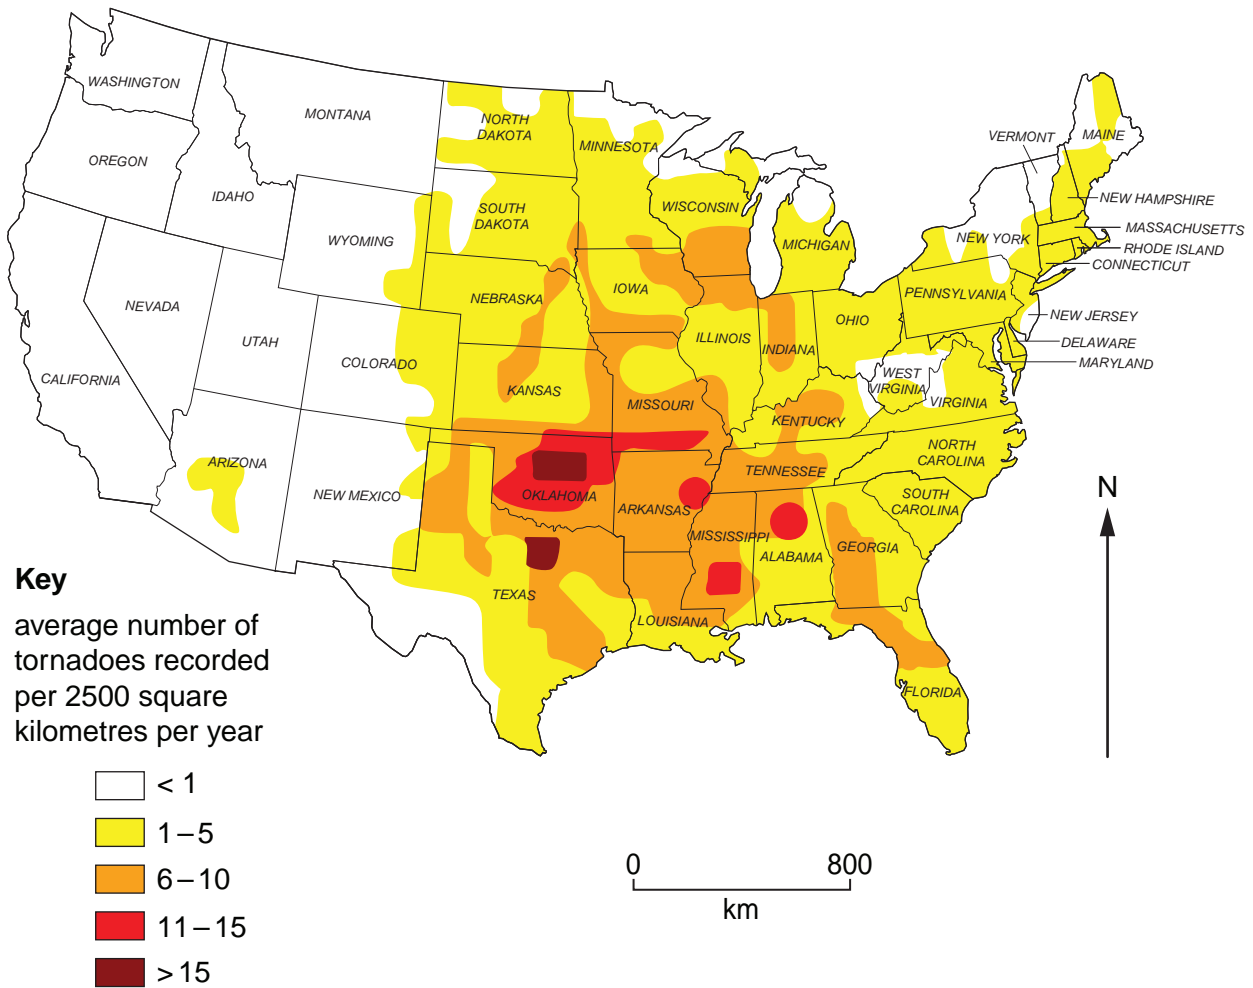 WASHINGTON
MONTANA
NORTH
DAKOTA
MINNESOTA
VERMONT
MAINE
OREGON
IDAHO
WYOMING
SOUTH
DAKOTA
WISCONSIN
MICHIGAN
NEW YORK
NEW HAMPSHIRE
MASSACHUSETTS
RHODE ISLAND
CONNECTICUT
NEVADA
UTAH
COLORADO
NEBRASKA
IOWA
ILLINOIS
INDIANA
OHIO
PENNSYLVANIA
NEW JERSEY
DELAWARE
MARYLAND
CALIFORNIA
KANSAS
MISSOURI
KENTUCKY
WEST
VIRGINIA
VIRGINIA
ARIZONA
NEW MEXICO
OKLAHOMA
ARKANSAS
TENNESSEE
NORTH
CAROLINA
SOUTH
CAROLINA
MISSISSIPPI
ALABAMA
GEORGIA
TEXAS
LOUISIANA
FLORIDA
N
Key
average number of
tornadoes recorded
per 2500 square
kilometres per year
< 1
1–5
6–10
11–15
>15
0 800
km